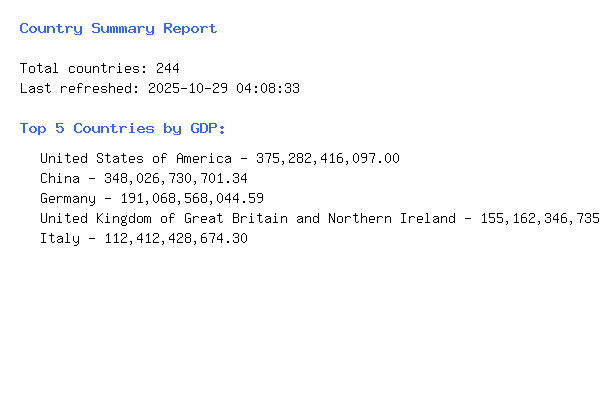 Country Summary Report
Total countries: 244
Last refreshed: 2025-10-29 04:08:33
Top 5 Countries by GDP:
United States of America - 375,282,416,097.00
China - 348,026,730,701.34
Germany - 191,068,568,044.59
United Kingdom of Great Britain and Northern Ireland - 155,162,346,735
Italy - 112,412,428,674.30